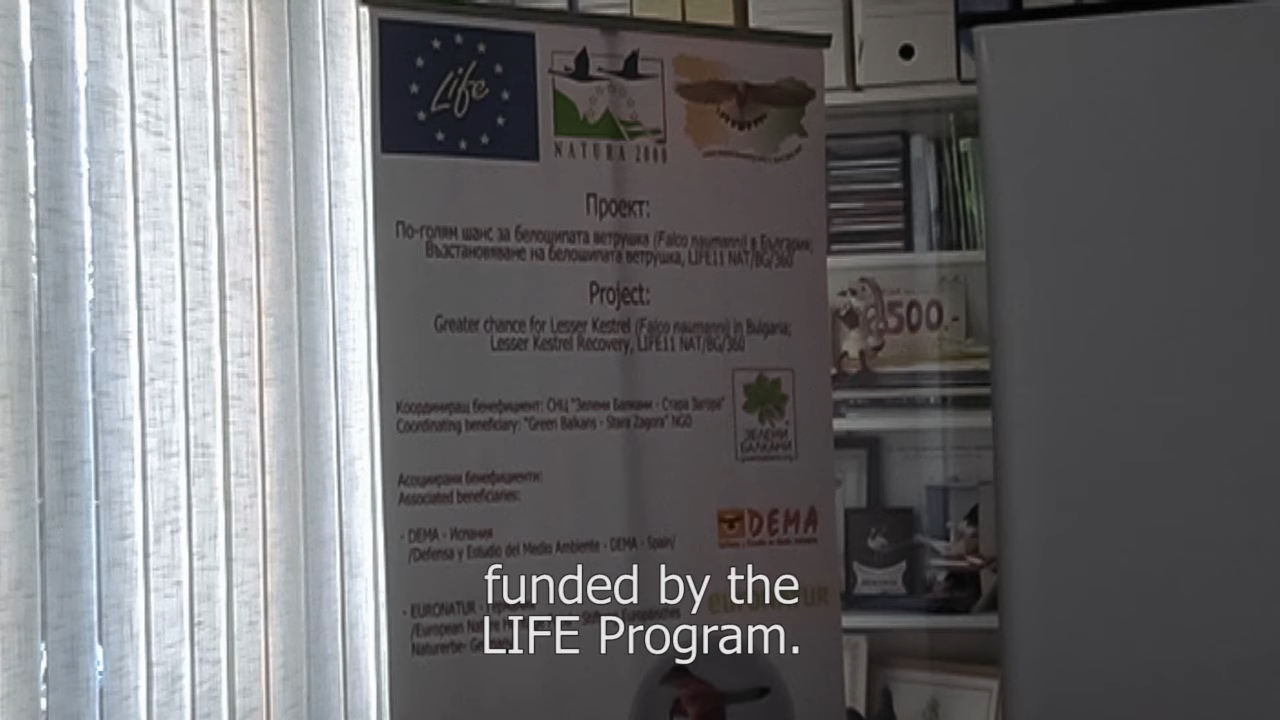 Life
NATURA 2000
Проект:
По-голям шанс за белошипата ветрушка (Falco naumanni) в България;
Възстановяване на белошипата ветрушка, LIFE11 NAT/BG/360
Project:
Greater chance for Lesser Kestrel (Falco naumanni) in Bulgaria;
Lesser Kestrel Recovery, LIFE11 NAT/BG/360
500.-
Координиращ бенефициент: СНЦ "Зелени Балкани - Стара Загора"
Coordinating beneficiary: "Green Balkans - Stara Zagora" NGO
ЗЕЛЕНИ
БАЛКАНИ
Асоциирани бенефициенти:
Associated beneficiaries:
- DEMA - Испания
/Defensa y Estudio del Medio Ambiente - DEMA - Spain/
DEMA
funded by the
LIFE Program.
- EURONATUR -
/European
Naturerbe-
euronatur